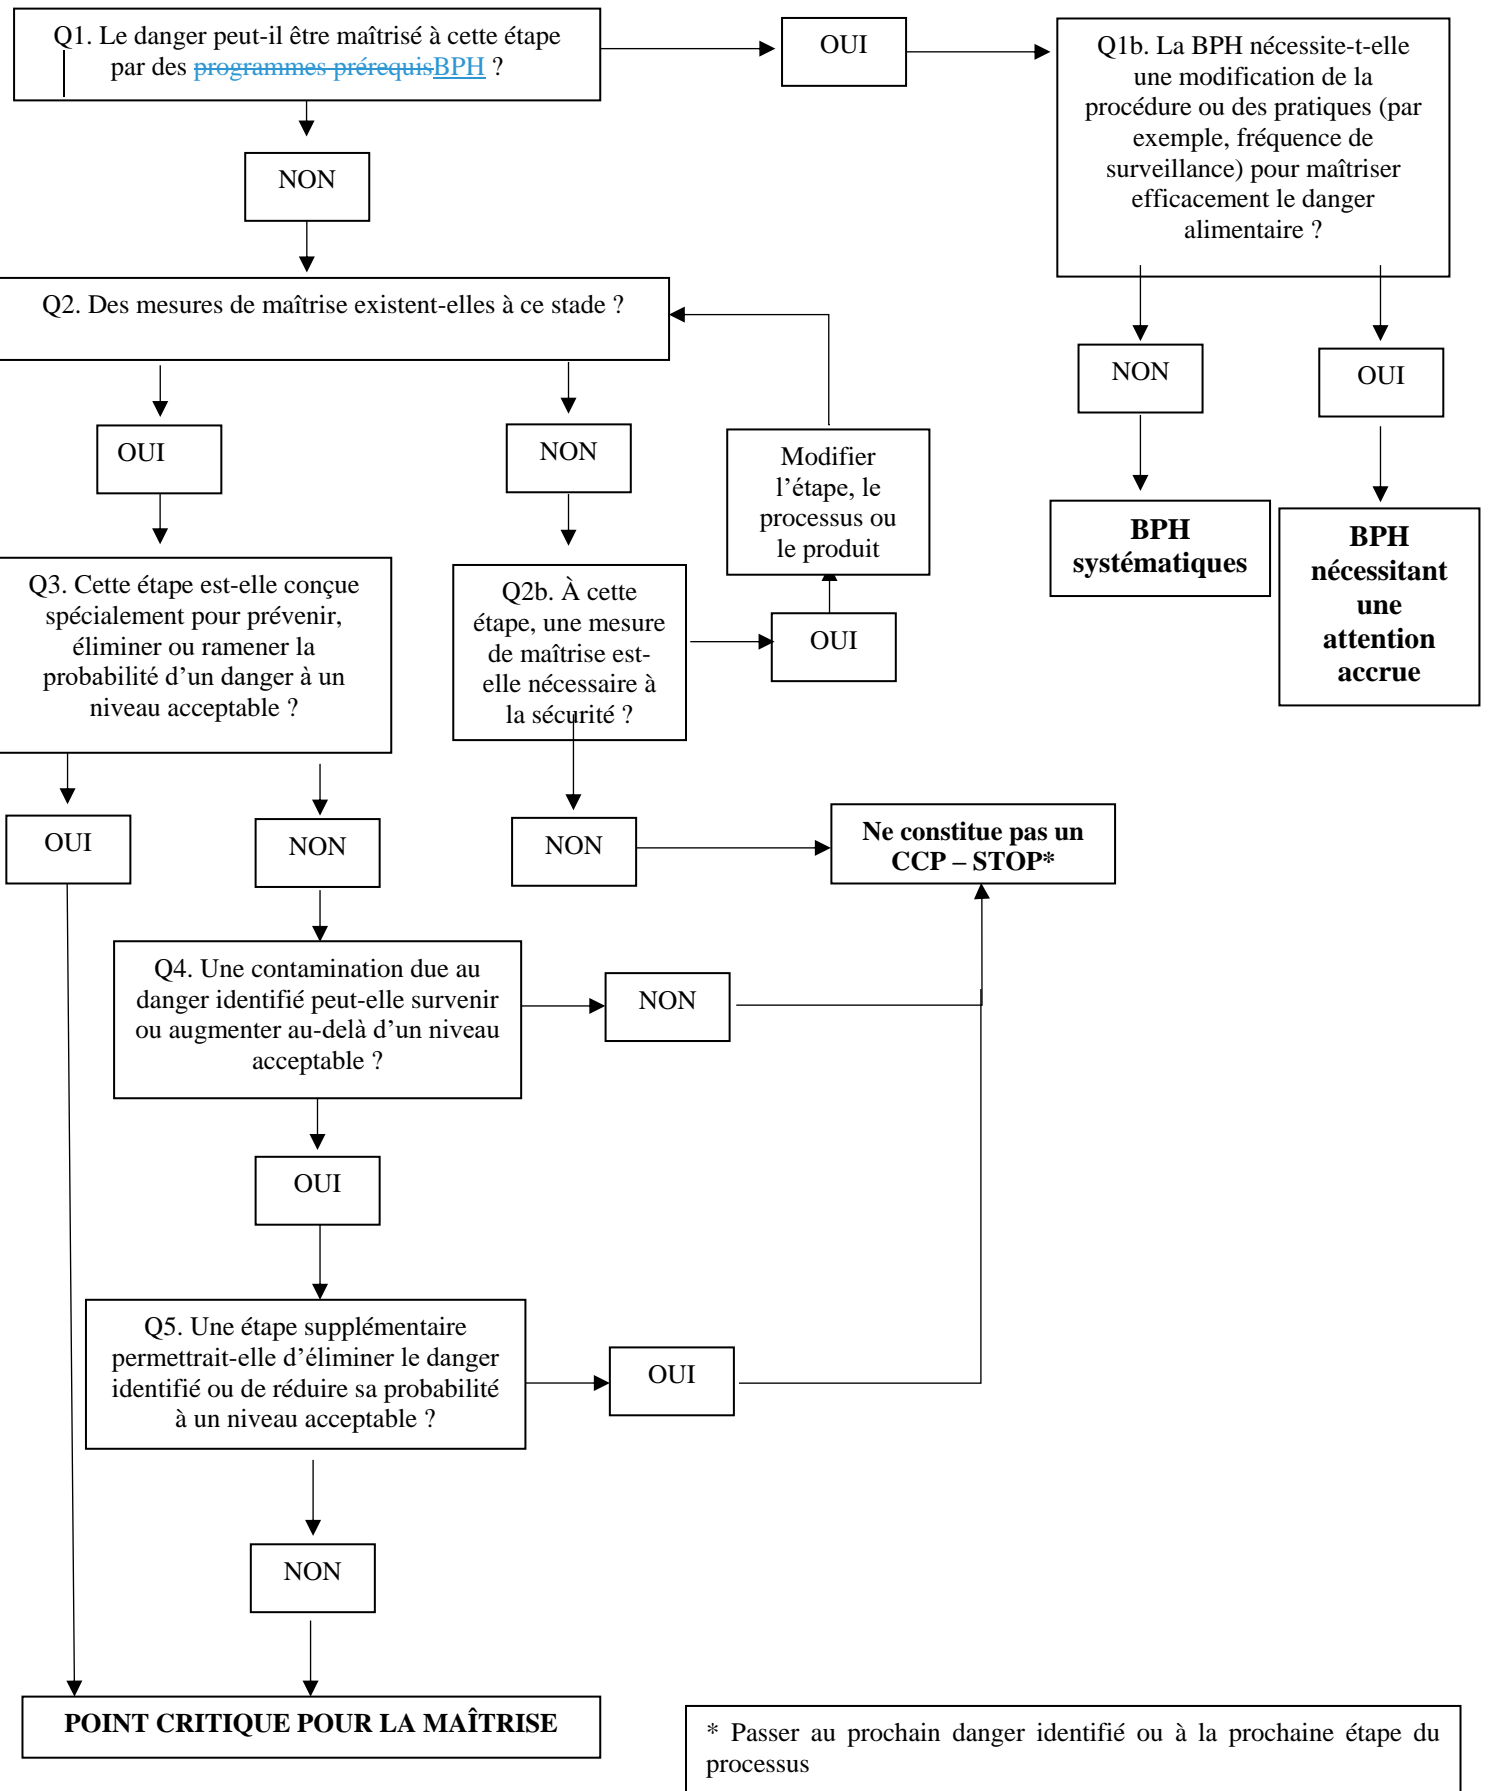 Q1. Le danger peut-il être maîtrisé à cette étape
par des programmes prérequisBPH ?
OUI
Q1b. La BPH nécessite-t-elle
une modification de la
procédure ou des pratiques (par
exemple, fréquence de
surveillance) pour maîtriser
efficacement le danger
alimentaire ?
NON
Q2. Des mesures de maîtrise existent-elles à ce stade ?
NON
OUI
OUI
NON
Modifier
l’étape, le
processus ou
le produit
BPH
systématiques
BPH
nécessitant
une
attention
accrue
Q3. Cette étape est-elle conçue
spécialement pour prévenir,
éliminer ou ramener la
probabilité d’un danger à un
niveau acceptable ?
Q2b. À cette
étape, une mesure
de maîtrise est-
elle nécessaire à
la sécurité ?
OUI
OUI
NON
NON
Ne constitue pas un
CCP – STOP*
Q4. Une contamination due au
danger identifié peut-elle survenir
ou augmenter au-delà d’un niveau
acceptable ?
NON
OUI
Q5. Une étape supplémentaire
permettrait-elle d’éliminer le danger
identifié ou de réduire sa probabilité
à un niveau acceptable ?
OUI
NON
POINT CRITIQUE POUR LA MAÎTRISE
* Passer au prochain danger identifié ou à la prochaine étape du
processus